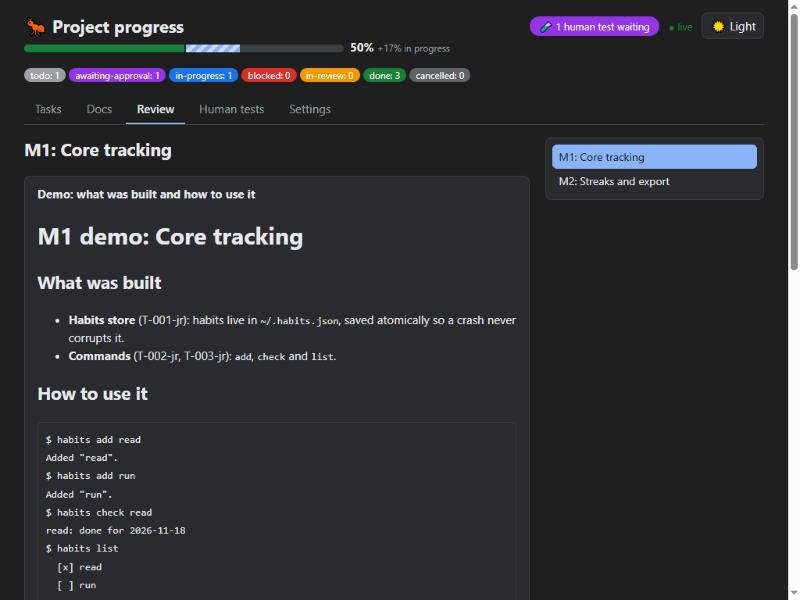 Project progress
1 human test waiting
live
Light
50% +17% in progress
todo: 1
awaiting-approval: 1
in-progress: 1
blocked: 0
in-review: 0
done: 3
cancelled: 0
Tasks
Docs
Review
Human tests
Settings
M1: Core tracking
Demo: what was built and how to use it
M1 demo: Core tracking
What was built
• Habits store (T-001-jr): habits live in ~/.habits.json, saved atomically so a crash never
corrupts it.
• Commands (T-002-jr, T-003-jr): add, check and list.
How to use it
$ habits add read
Added "read".
$ habits add run
Added "run".
$ habits check read
read: done for 2026-11-18
$ habits list
[x] read
[ ] run
M1: Core tracking
M2: Streaks and export